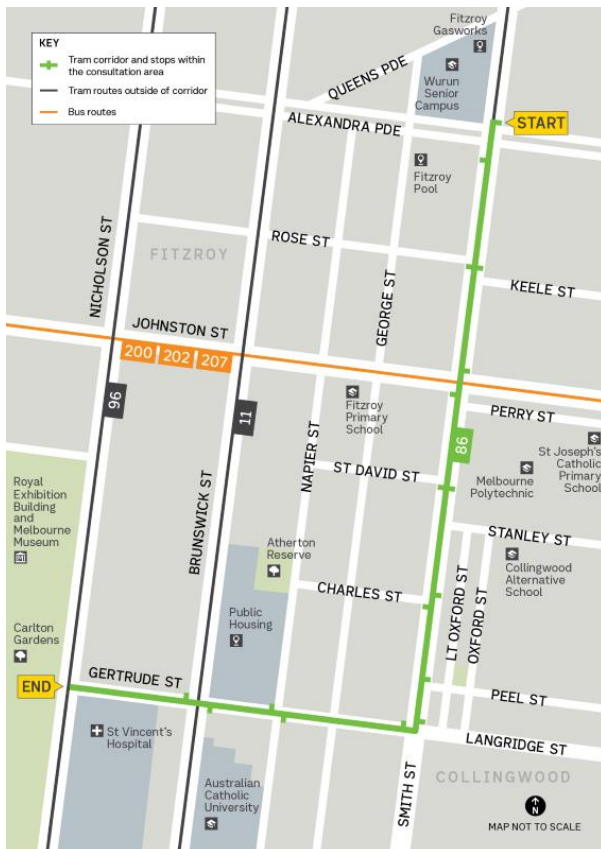 KEY
Tram corridor and stops within
the consultation area
Tram routes outside of corridor
Bus routes
Fitzroy
Gasworks
QUEENS PDE
Wurun
Senior
Campus
ALEXANDRA PDE
START
Fitzroy
Pool
NICHOLSON ST
ROSE ST
FITZROY
GEORGE ST
KEELE ST
JOHNSTON ST
200
202
207
96
11
Fitzroy
Primary
School
PERRY ST
86
St Joseph's
Catholic
Primary
School
NAPIER ST
ST DAVID ST
Melbourne
Polytechnic
Royal
Exhibition
Building
and
Melbourne
Museum
BRUNSWICK ST
STANLEY ST
Atherton
Reserve
Collingwood
Alternative
School
LT OXFORD ST
OXFORD ST
CHARLES ST
Public
Housing
Carlton
Gardens
GERTRUDE ST
END
PEEL ST
St Vincent's
Hospital
LANGRIDGE ST
Australian
Catholic
University
SMITH ST
COLLINGWOOD
N
MAP NOT TO SCALE